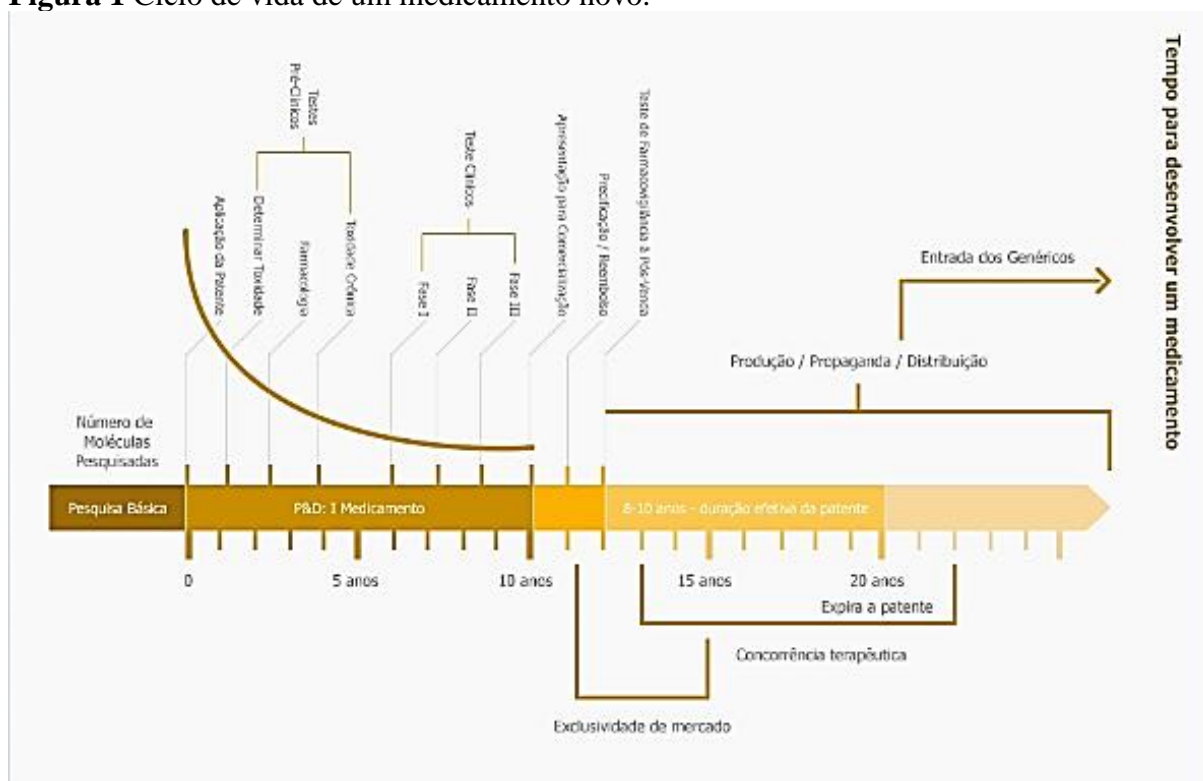 Figura 1 Ciclo de vida de um medicamento novo.
Tempo para desenvolver um medicamento
Testes
Pré-Clínicos
Teste Clínicos
Aplicação da Patente
Determinar Toxidade
Farmacologia
Toxidade Crônica
Fase I
Fase II
Fase III
Apresentação para Comercialização
Precificação / Reembolso
Teste de Farmacovigilância à Pós-Venda
Entrada dos Genéricos
Produção / Propaganda / Distribuição
Número de
Moléculas
Pesquisadas
Pesquisa Básica
P&D: I Medicamento
8-10 anos - duração efetiva da patente
0
5 anos
10 anos
15 anos
20 anos
Expira a patente
Concorrência terapêutica
Exclusividade de mercado